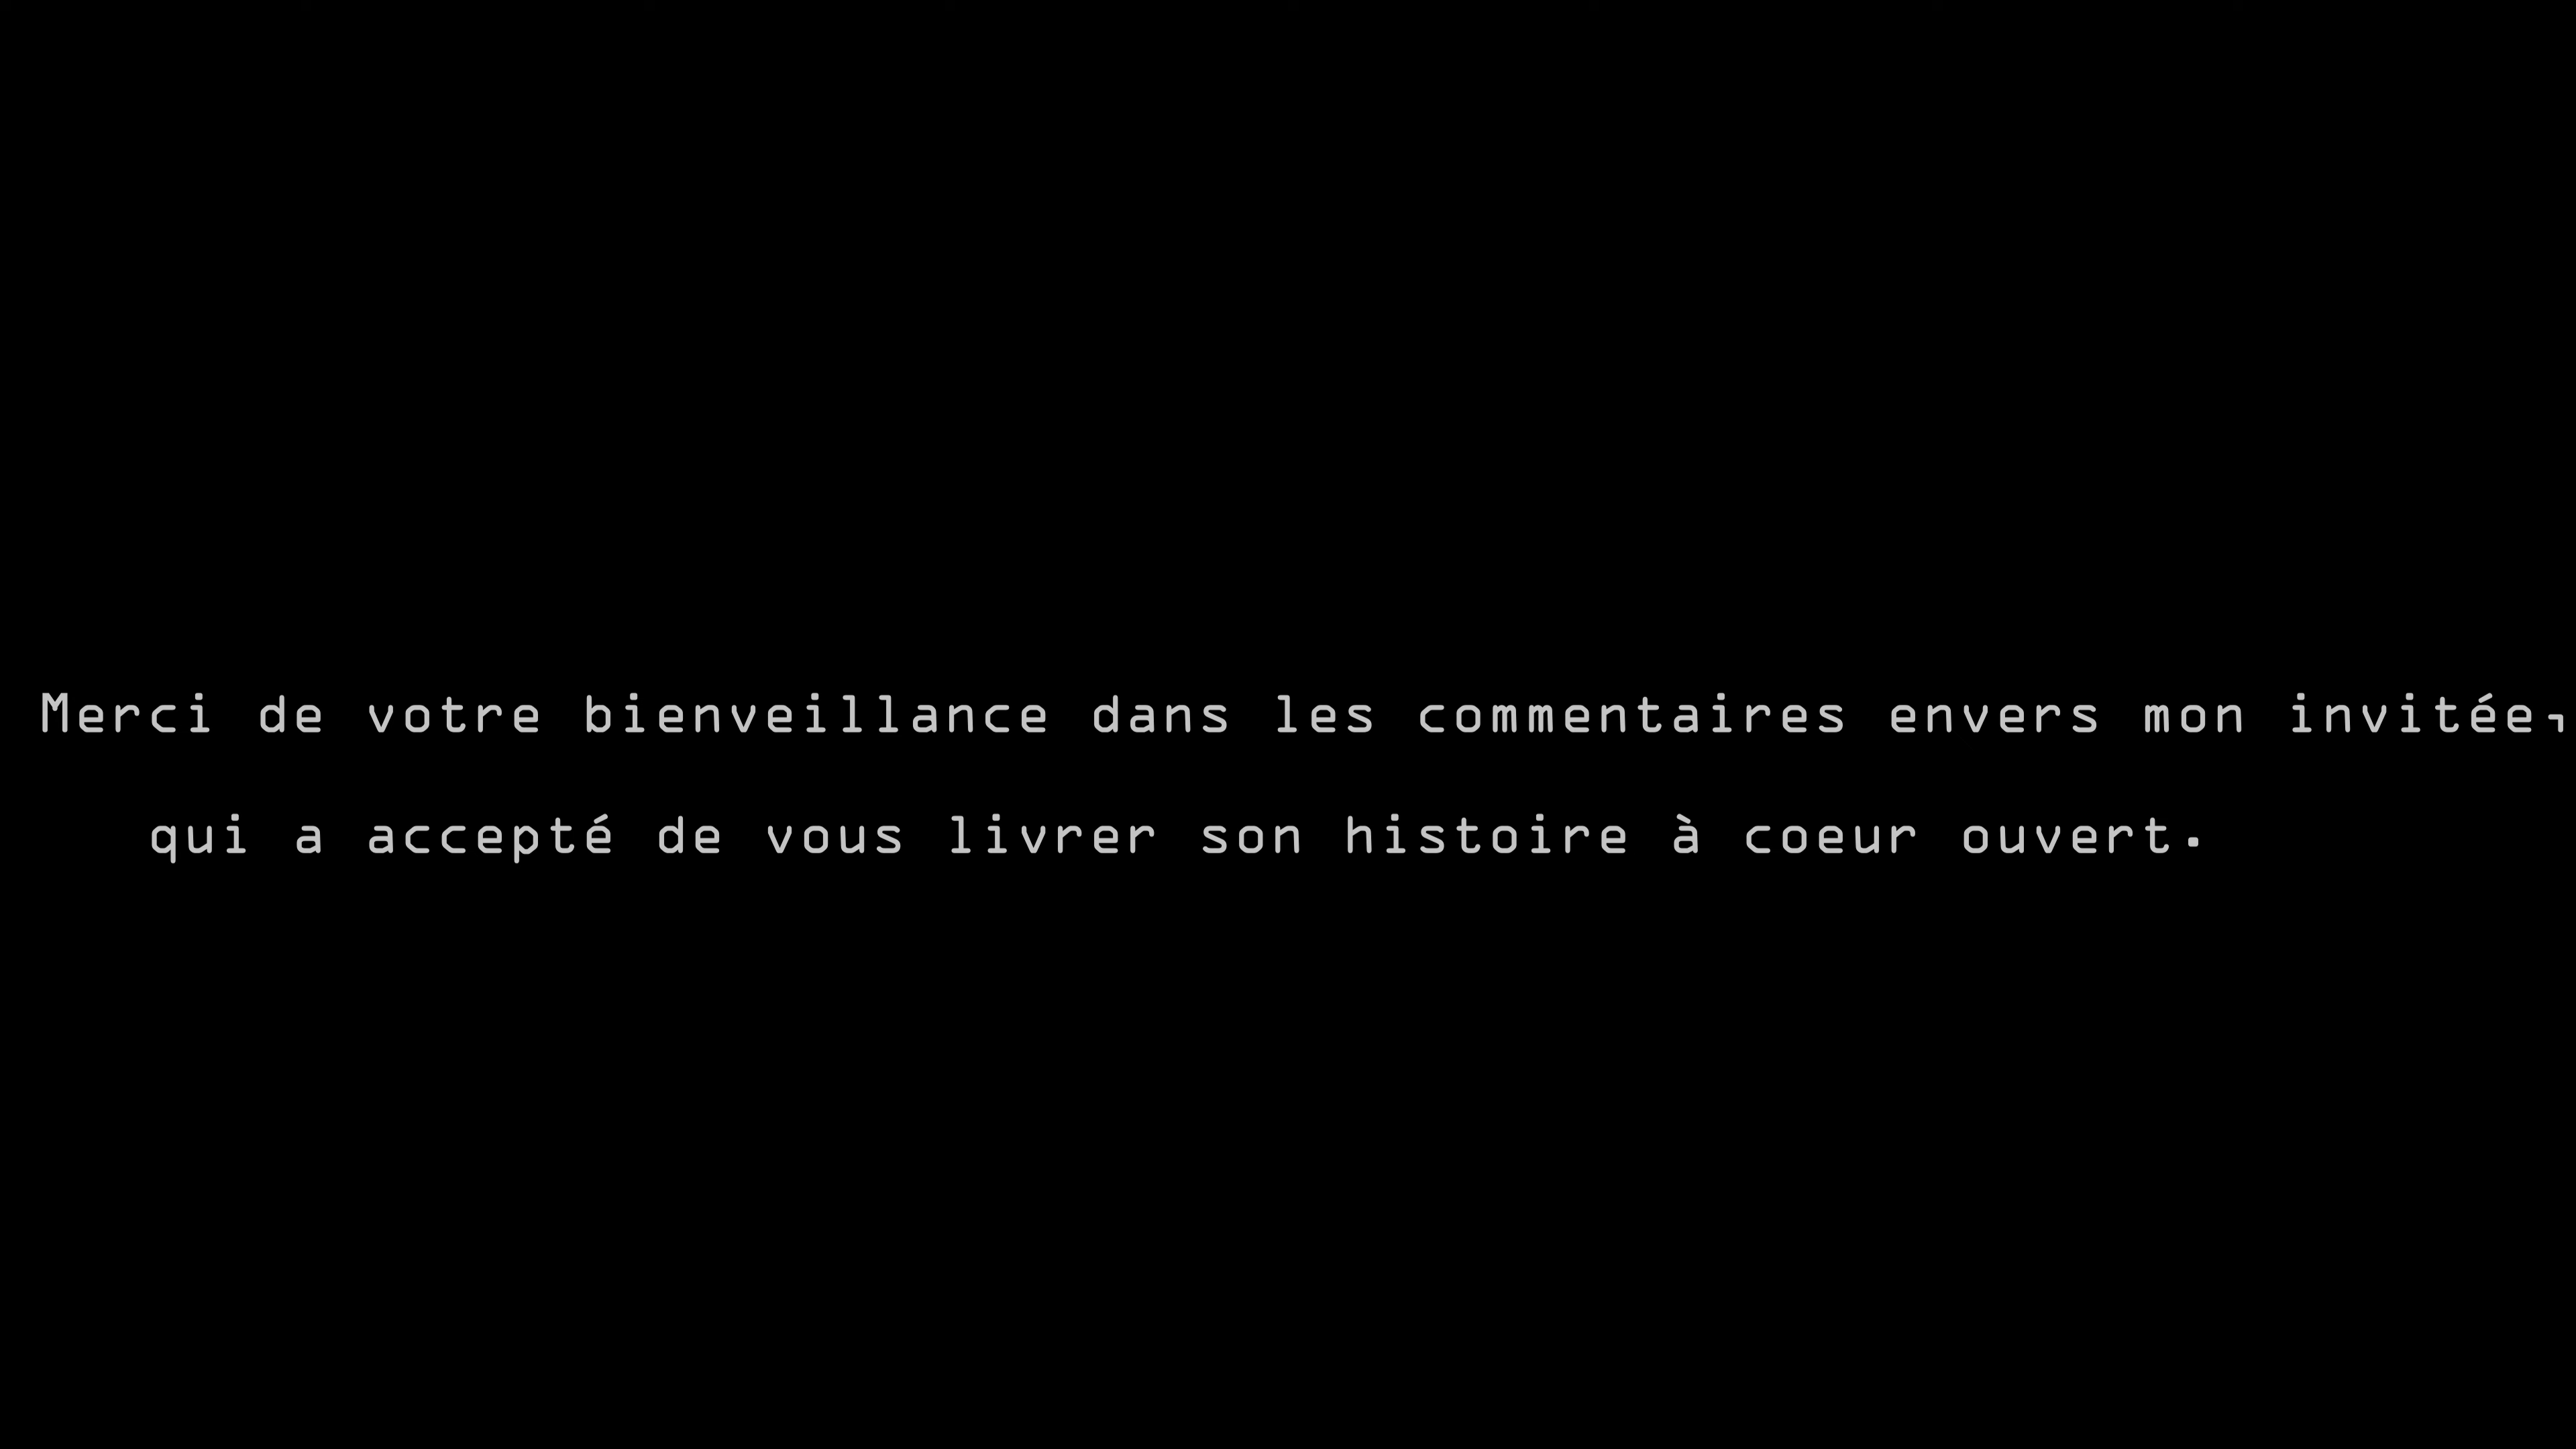 Merci de votre bienveillance dans les commentaires envers mon invitée,
qui a accepté de vous livrer son histoire à coeur ouvert.